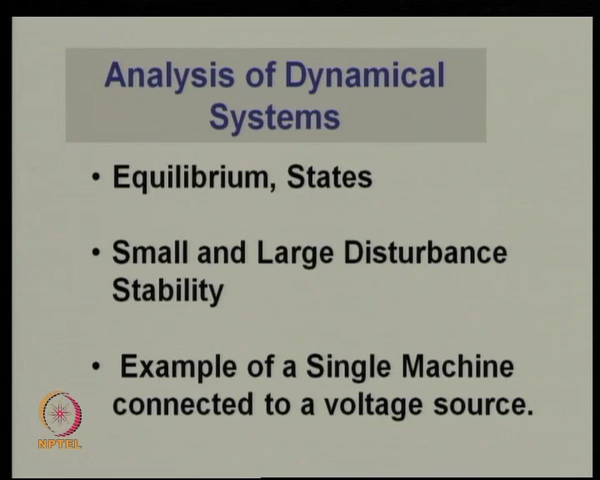 Analysis of Dynamical
Systems
• Equilibrium, States
• Small and Large Disturbance
Stability
• Example of a Single Machine
connected to a voltage source.
NPTEL